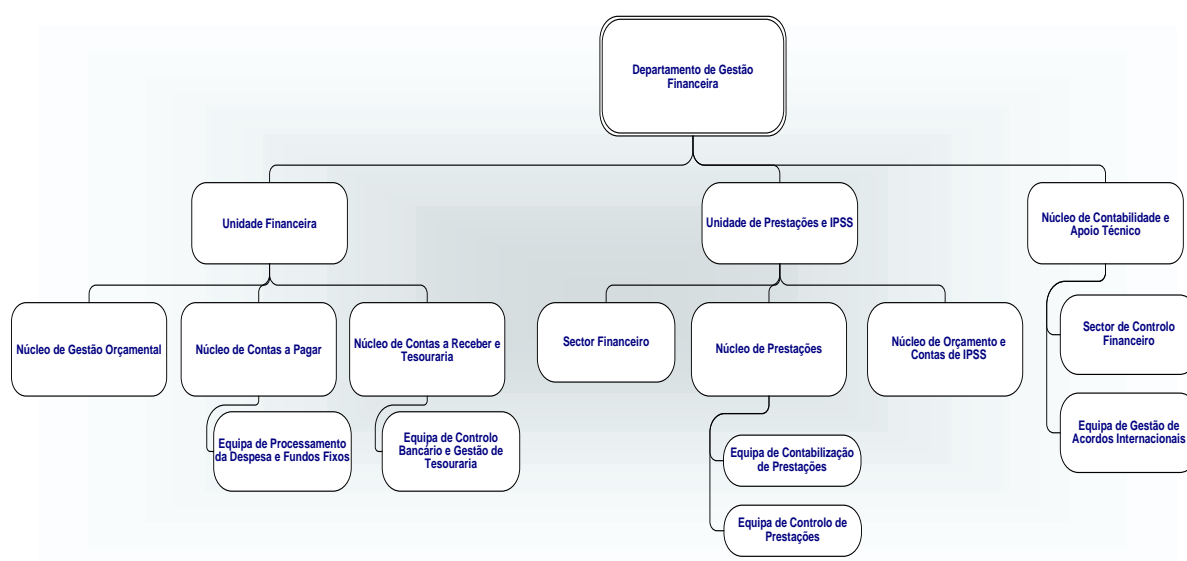 Departamento de Gestão
Financeira
Unidade Financeira
Unidade de Prestações e IPSS
Núcleo de Contabilidade e
Apoio Técnico
Núcleo de Gestão Orçamental
Núcleo de Contas a Pagar
Núcleo de Contas a Receber e
Tesouraria
Sector Financeiro
Núcleo de Prestações
Núcleo de Orçamento e
Contas de IPSS
Sector de Controlo
Financeiro
Equipa de Processamento
da Despesa e Fundos Fixos
Equipa de Controlo
Bancário e Gestão de
Tesouraria
Equipa de Contabilização
de Prestações
Equipa de Gestão de
Acordos Internacionais
Equipa de Controlo de
Prestações